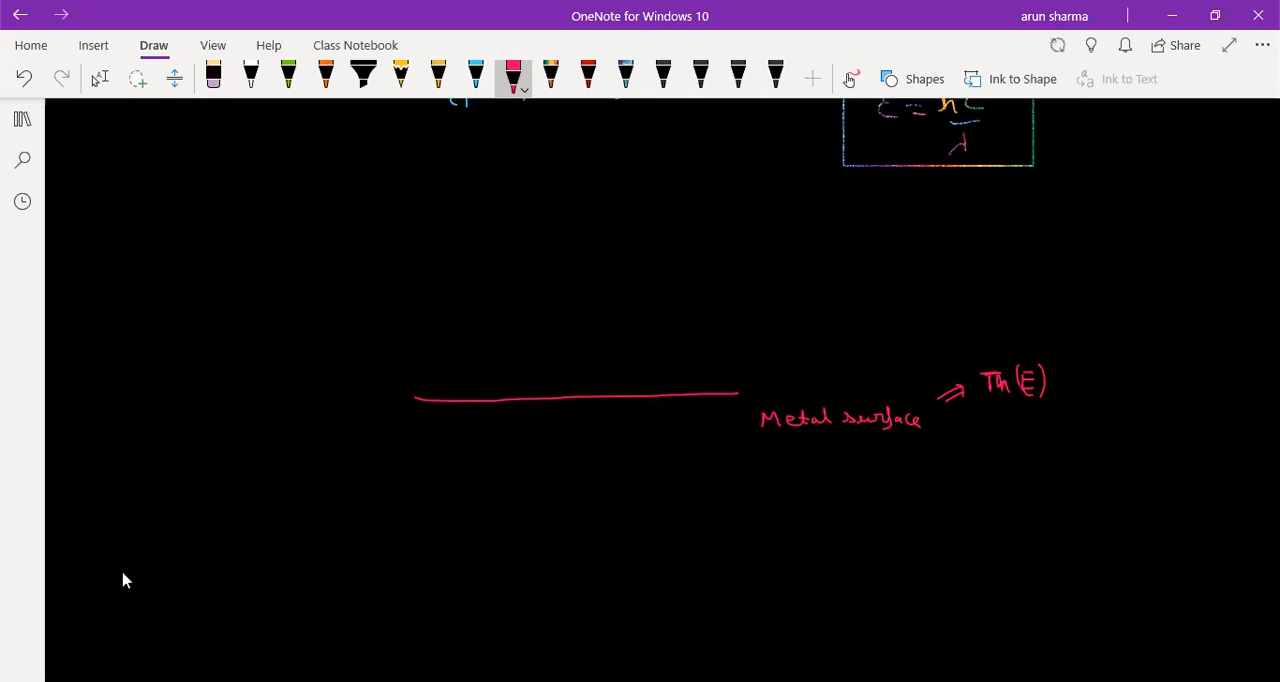 OneNote for Windows 10
arun sharma
Home Insert Draw View Help Class Notebook
Share
Shapes Ink to Shape Ink to Text
E = hc
λ
Metal surface ⇒ Th(E)